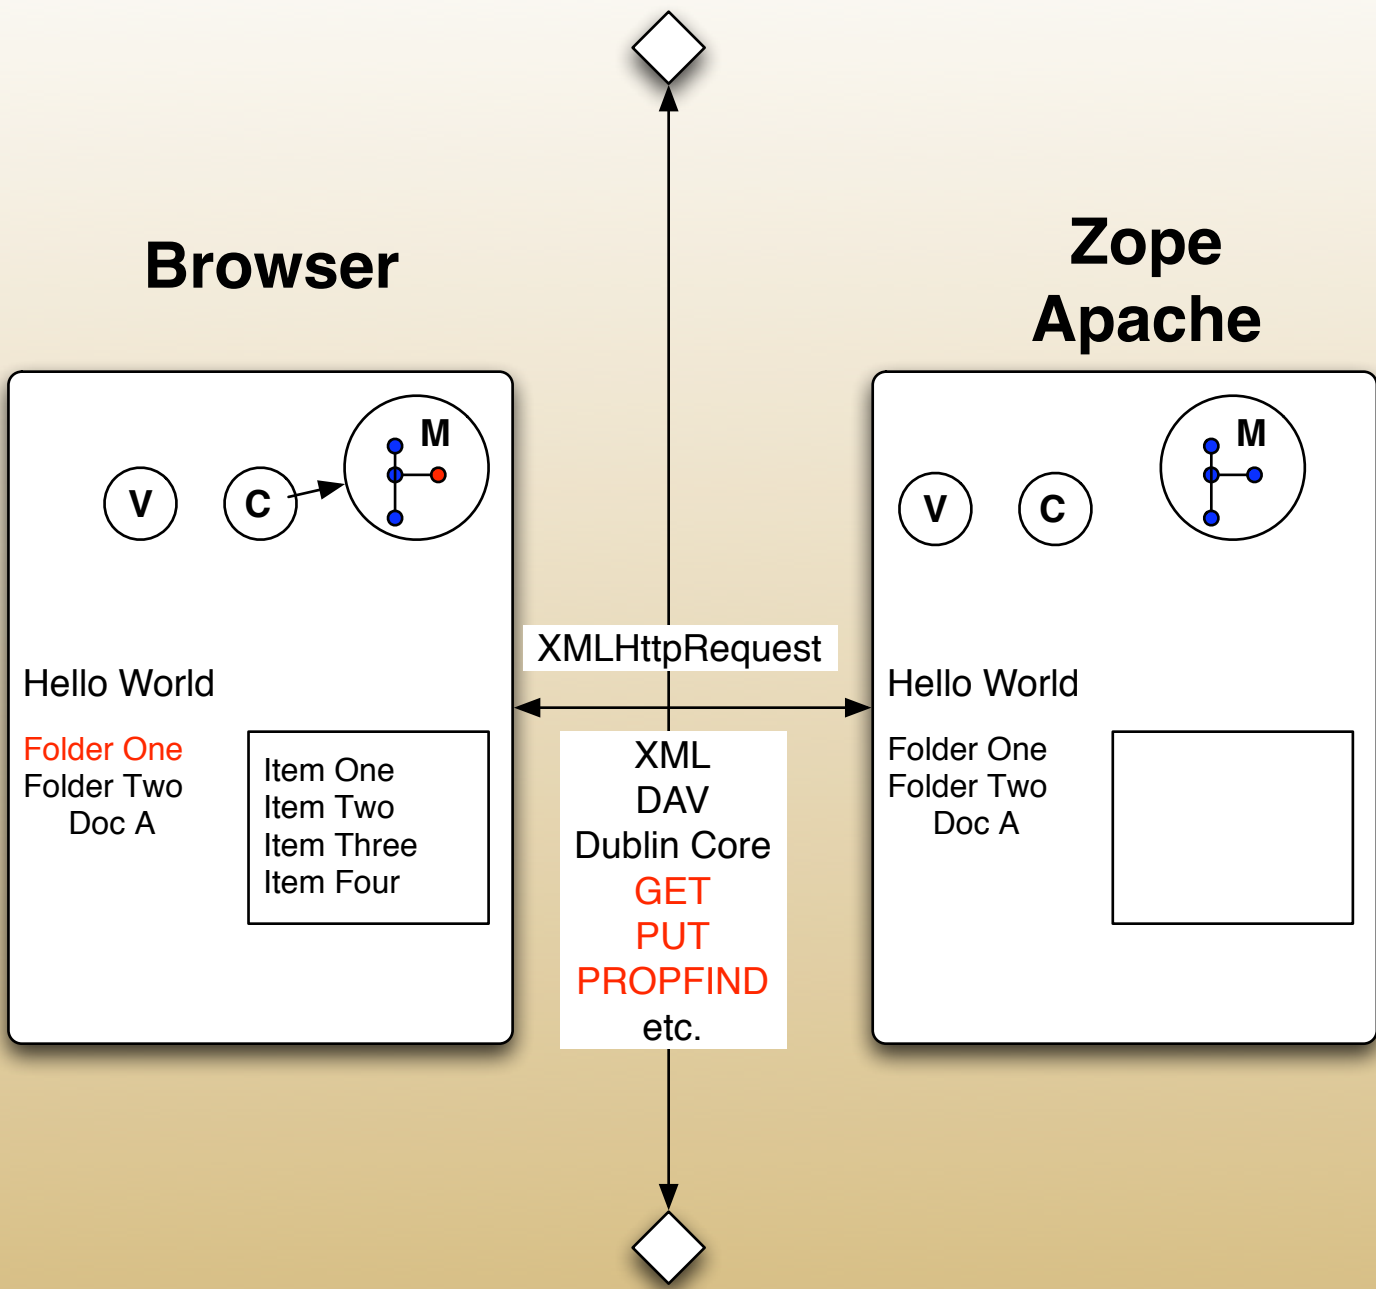 Browser
V
C
M
Hello World
Folder One
Folder Two
Doc A
Item One
Item Two
Item Three
Item Four
XMLHttpRequest
XML
DAV
Dublin Core
GET
PUT
PROPFIND
etc.
Zope
Apache
V
C
M
Hello World
Folder One
Folder Two
Doc A